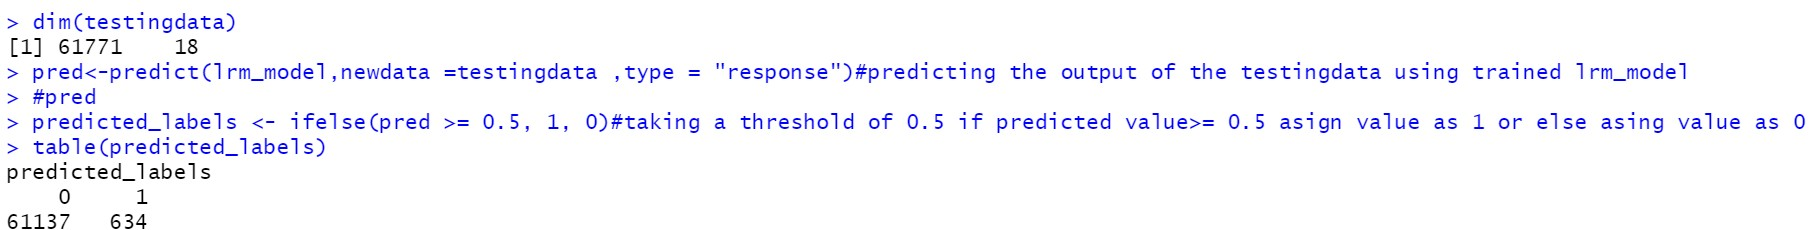 > dim(testingdata)
[1] 61771    18
> pred<-predict(lrm_model,newdata =testingdata ,type = "response")#predicting the output of the testingdata using trained lrm_model
> #pred
> predicted_labels <- ifelse(pred >= 0.5, 1, 0)#taking a threshold of 0.5 if predicted value>= 0.5 asign value as 1 or else asing value as 0
> table(predicted_labels)
predicted_labels
    0     1
61137   634